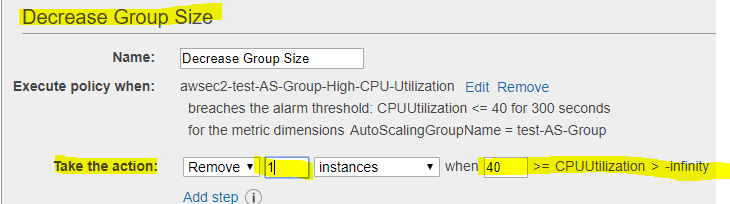 Decrease Group Size
Name: Decrease Group Size
Execute policy when: awsec2-test-AS-Group-High-CPU-Utilization Edit Remove
breaches the alarm threshold: CPUUtilization <= 40 for 300 seconds
for the metric dimensions AutoScalingGroupName = test-AS-Group
Take the action: Remove 1 instances when 40 >= CPUUtilization > -infinity
Add step i